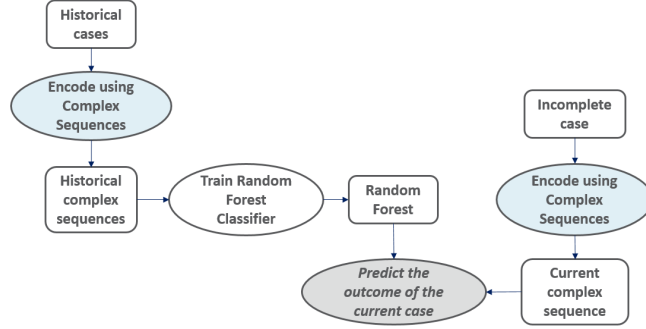 Historical
cases
Encode using
Complex
Sequences
Historical
complex
sequences
Train Random
Forest
Classifier
Random
Forest
Incomplete
case
Encode using
Complex
Sequences
Current
complex
sequence
Predict the
outcome of the
current case